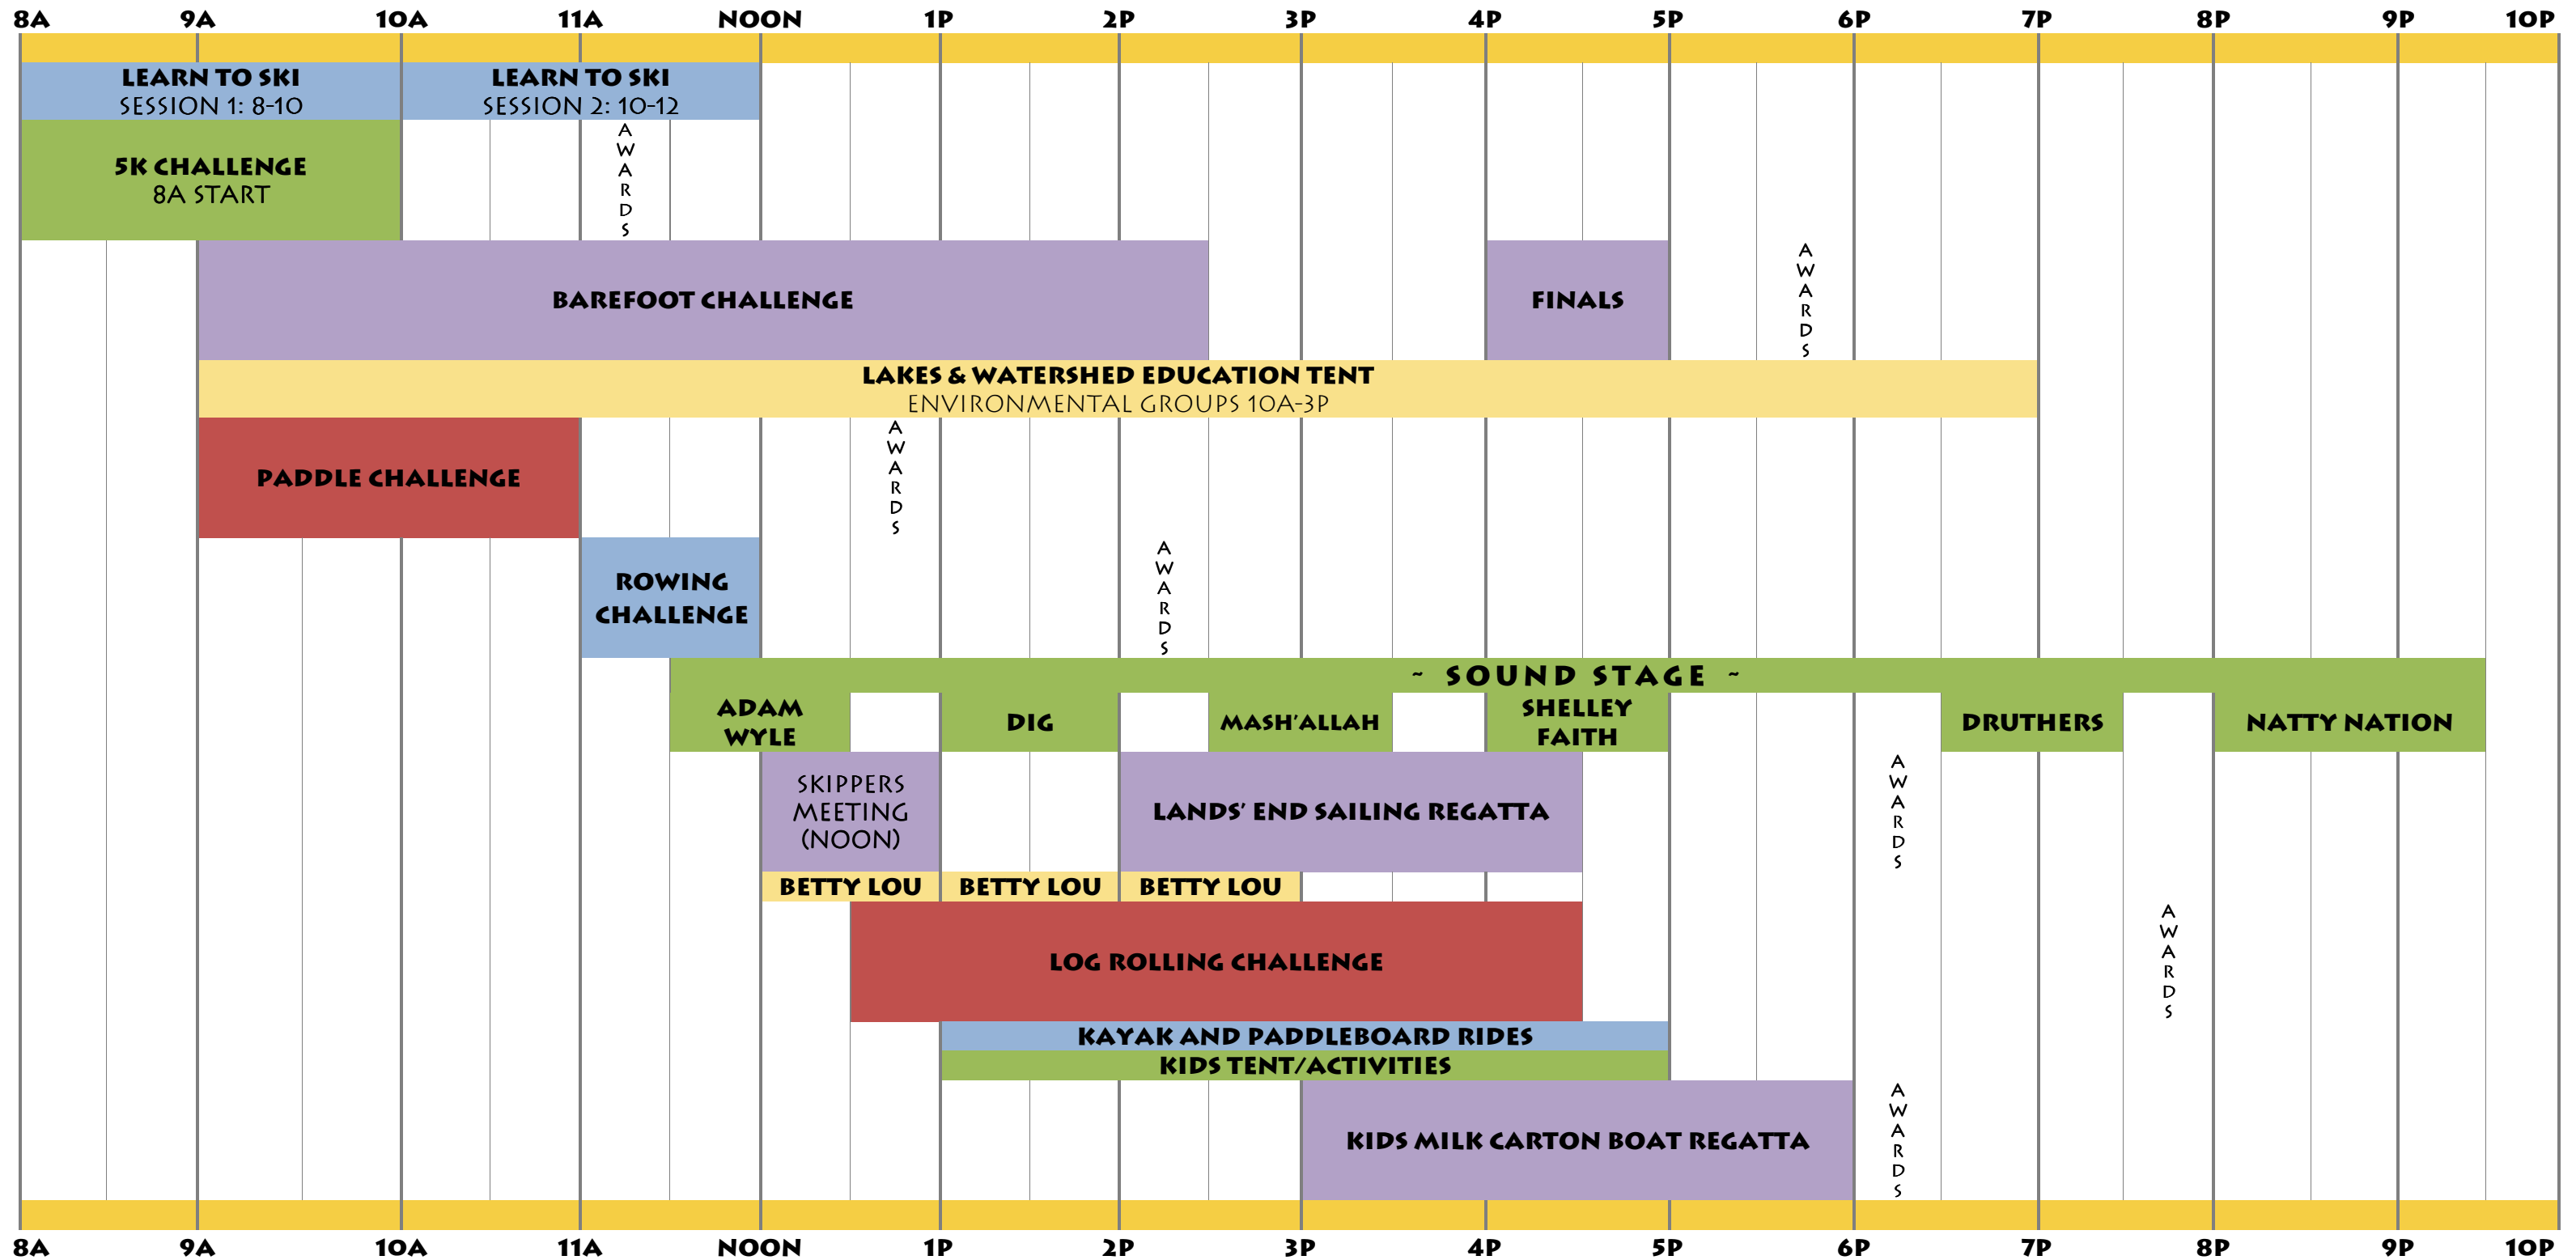 8A 9A 10A 11A NOON 1P 2P 3P 4P 5P 6P 7P 8P 9P 10P
LEARN TO SKI
SESSION 1: 8-10
LEARN TO SKI
SESSION 2: 10-12
5K CHALLENGE
8A START
AWARDS
BAREFOOT CHALLENGE
FINALS
AWARDS
LAKES & WATERSHED EDUCATION TENT
ENVIRONMENTAL GROUPS 10A-3P
PADDLE CHALLENGE
AWARDS
ROWING
CHALLENGE
AWARDS
~ SOUND STAGE ~
ADAM
WYLE
DIG
MASH'ALLAH
SHELLEY
FAITH
DRUTHERS
NATTY NATION
SKIPPERS
MEETING
(NOON)
LANDS' END SAILING REGATTA
AWARDS
BETTY LOU BETTY LOU BETTY LOU
LOG ROLLING CHALLENGE
AWARDS
KAYAK AND PADDLEBOARD RIDES
KIDS TENT/ACTIVITIES
KIDS MILK CARTON BOAT REGATTA
AWARDS
8A 9A 10A 11A NOON 1P 2P 3P 4P 5P 6P 7P 8P 9P 10P